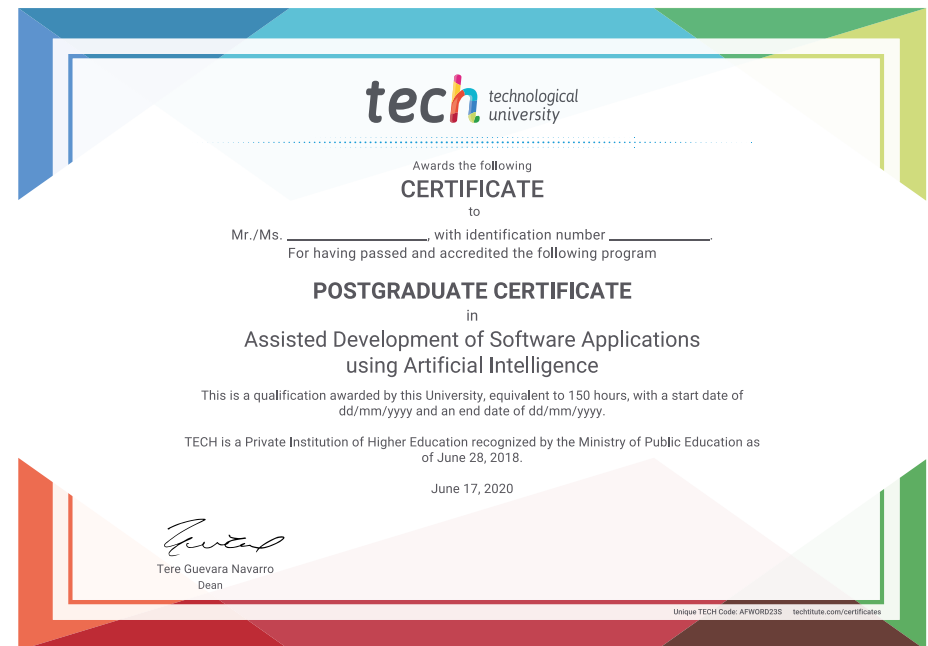 tech technological
university
Awards the following
CERTIFICATE
to
Mr./Ms. ____________________, with identification number ______________.
For having passed and accredited the following program
POSTGRADUATE CERTIFICATE
in
Assisted Development of Software Applications
using Artificial Intelligence
This is a qualification awarded by this University, equivalent to 150 hours, with a start date of
dd/mm/yyyy and an end date of dd/mm/yyyy.
TECH is a Private Institution of Higher Education recognized by the Ministry of Public Education as
of June 28, 2018.
June 17, 2020
Tere Guevara Navarro
Dean
Unique TECH Code: AFWORD23S techtitute.com/certificates